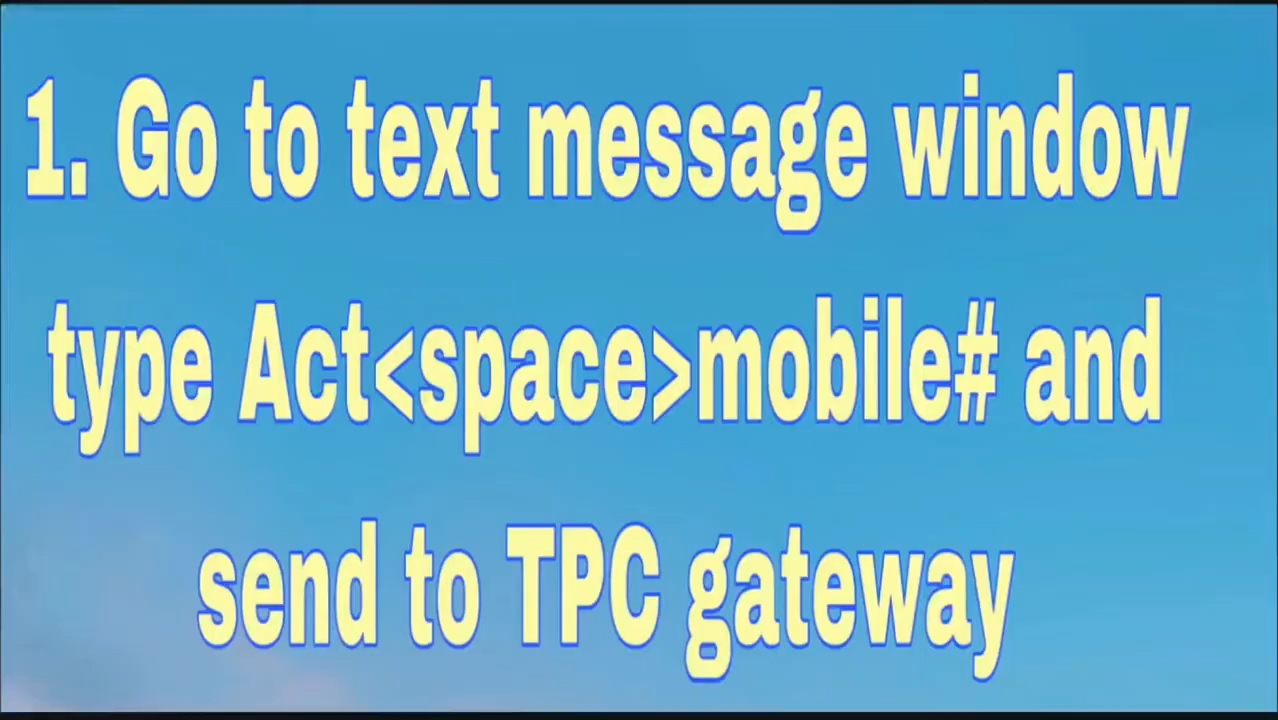 1. Go to text message window
type Act<space>mobile# and
send to TPC gateway